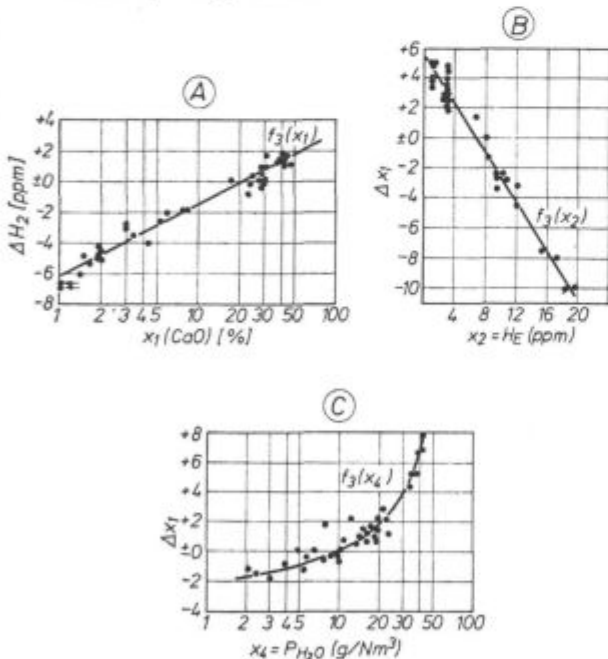 A
ΔH₂ [ppm]
+4
+2
±0
-2
-4
-6
-8
f₃(x₁)
1 2 3 4 5 10 20 30 50 100
x₁(CaO) [%]
B
Δx₁
+6
+4
+2
±0
-2
-4
-6
-8
-10
f₃(x₂)
4 8 12 16 20
x₂ = H_E (ppm)
C
Δx₁
+8
+6
+4
+2
±0
-2
-4
f₃(x₄)
1 2 3 4 5 10 20 30 50 100
x₄ = P_H₂O (g/Nm³)